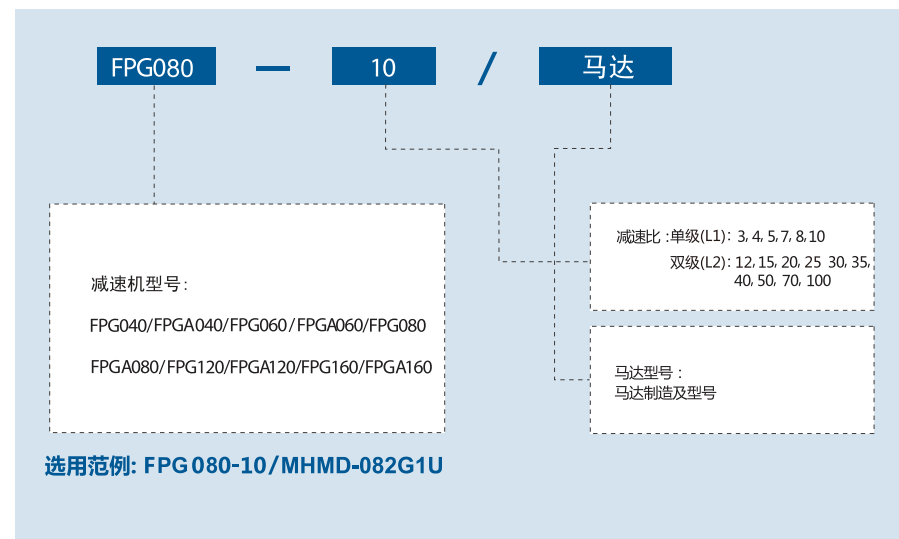 FPG080 — 10 / 马达
减速机型号:
FPG040/FPGA040/FPG060/FPGA060/FPG080
FPGA080/FPG120/FPGA120/FPG160/FPGA160
减速比:单级(L1): 3, 4, 5,7, 8,10
双级(L2): 12, 15, 20, 25 30, 35,
40, 50, 70, 100
马达型号:
马达制造及型号
选用范例: FPG080-10/MHMD-082G1U